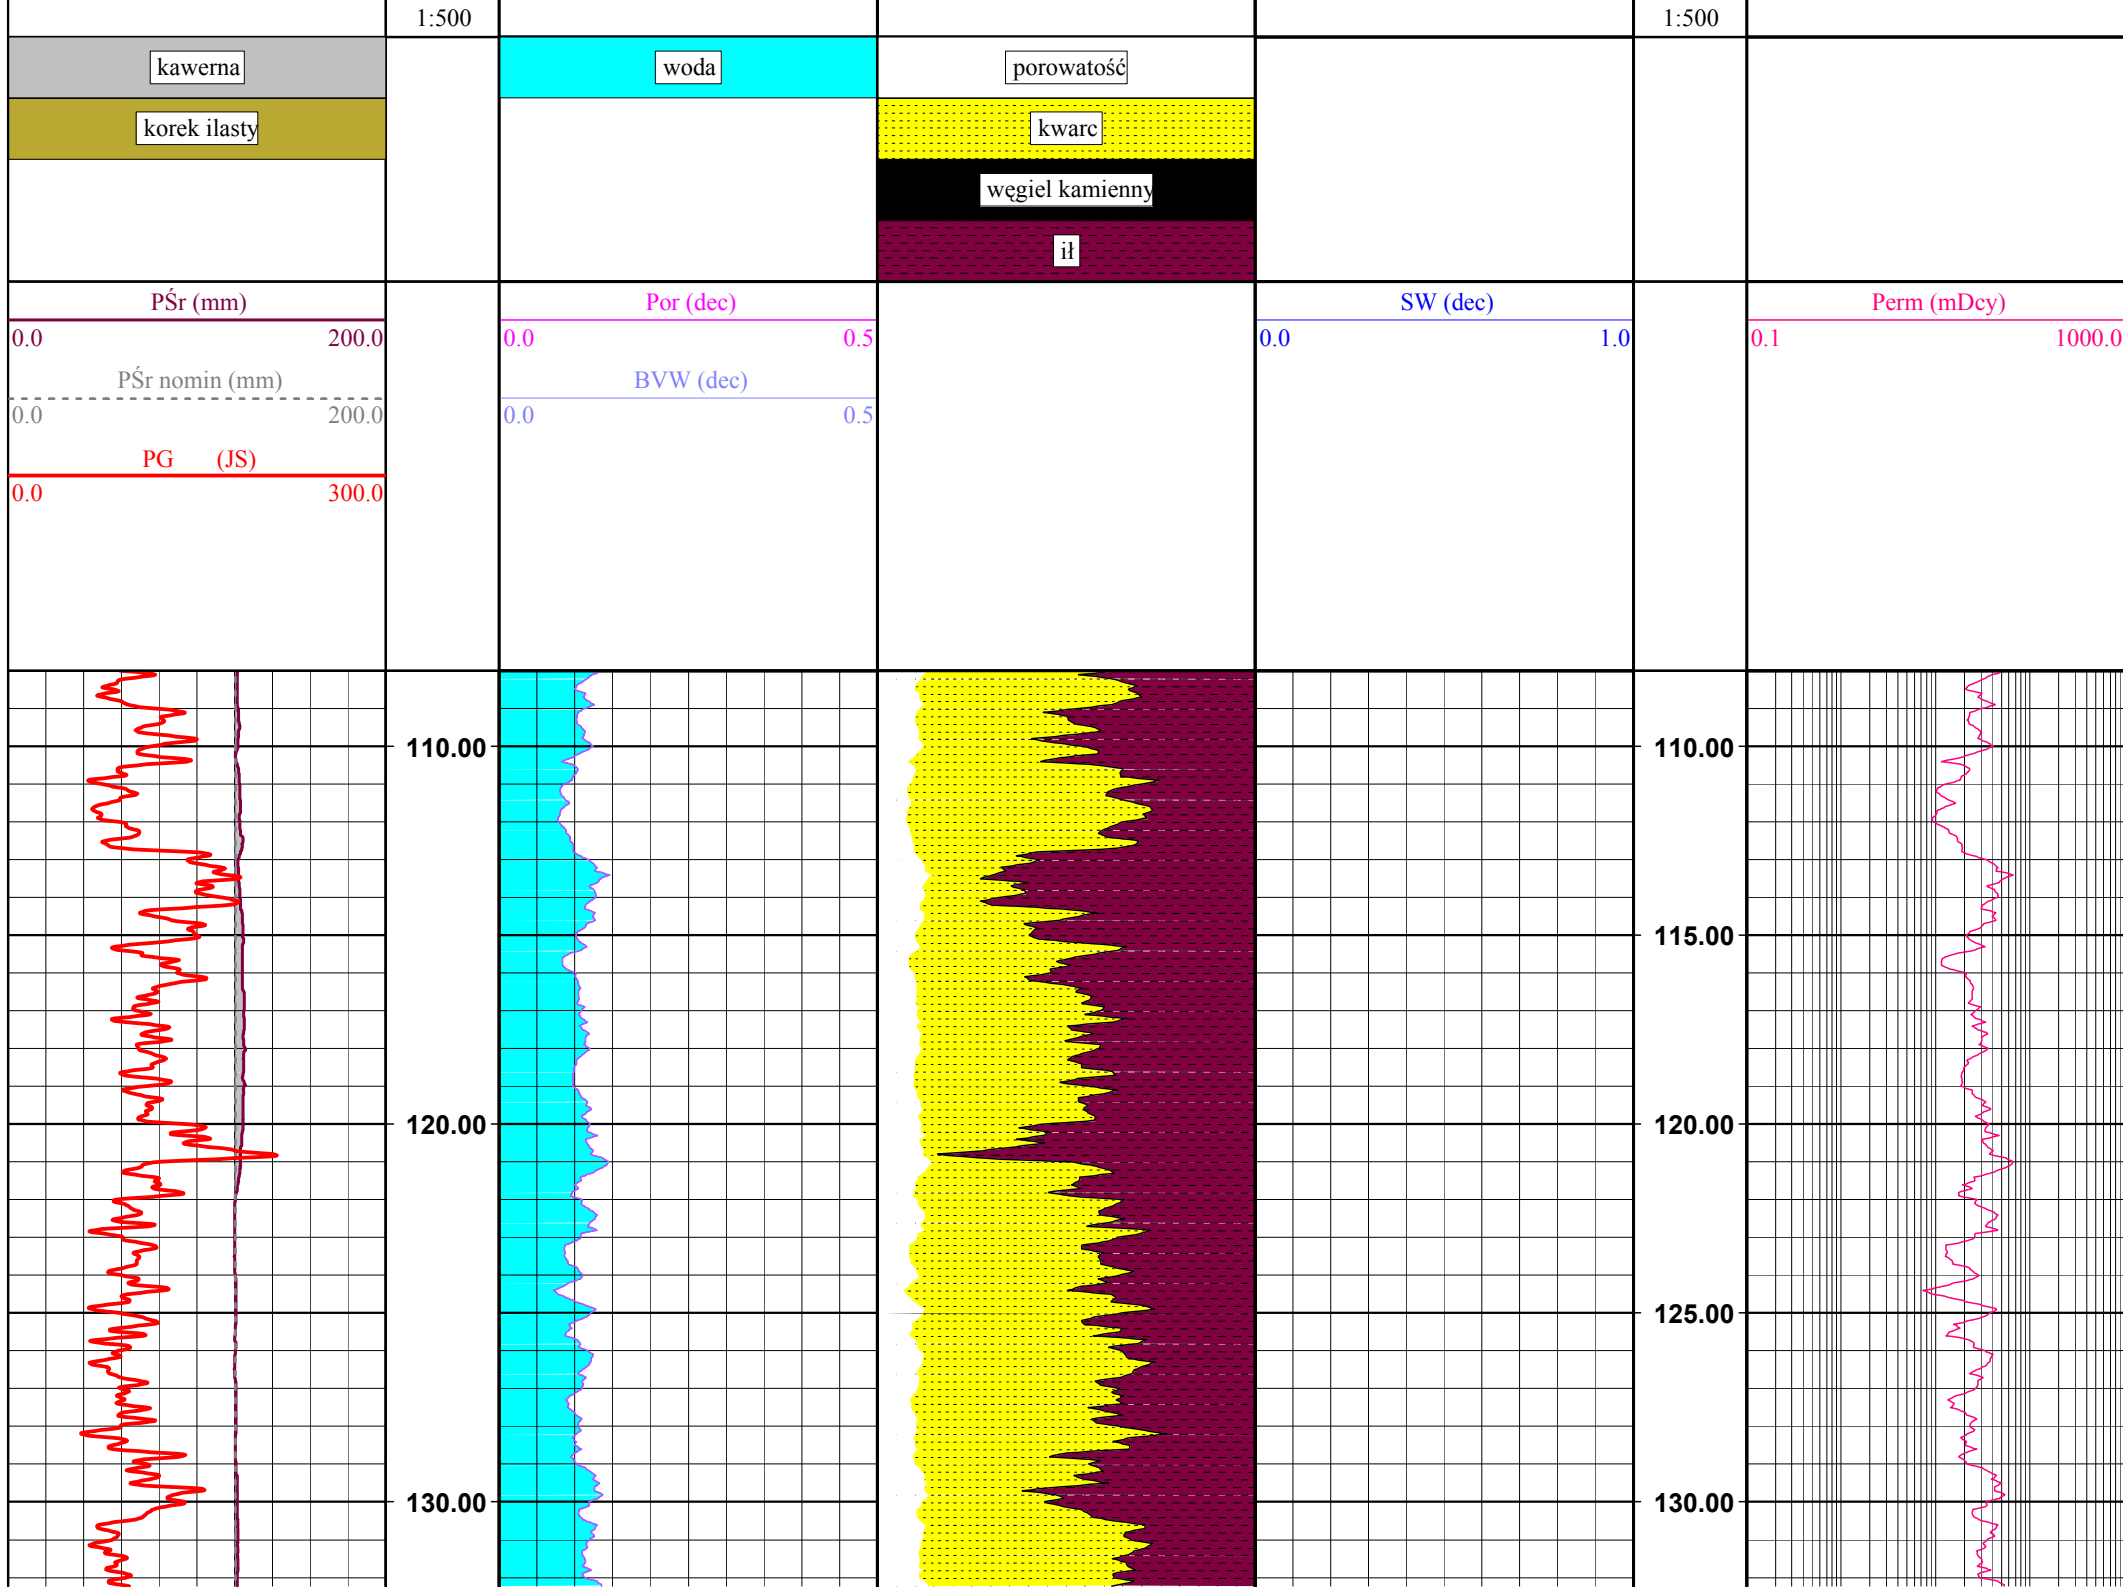 1:500 1:500
kawerna woda porowatość
korek ilasty kwarc
węgiel kamienny
ił
PŚr (mm) Por (dec) SW (dec) Perm (mDcy)
0.0 200.0 0.0 0.5 0.0 1.0 0.1 1000.0
PŚr nomin (mm) BVW (dec)
0.0 200.0 0.0 0.5
PG (JS)
0.0 300.0
110.00 110.00
115.00
120.00 120.00
125.00
130.00 130.00